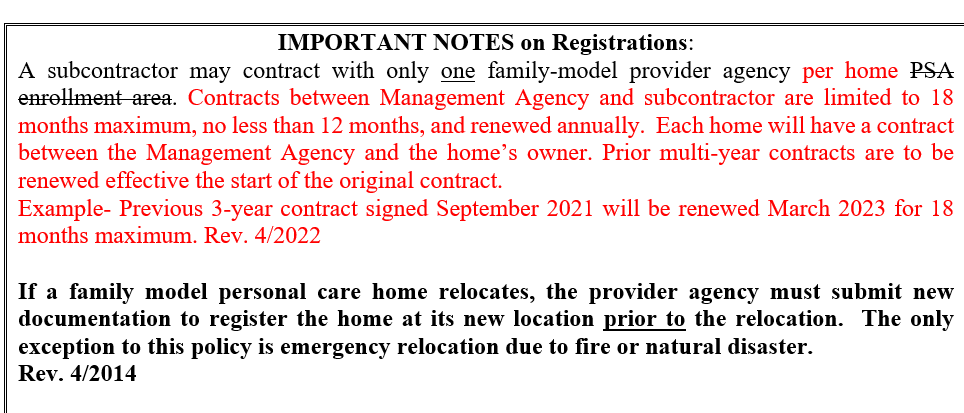 IMPORTANT NOTES on Registrations:
A subcontractor may contract with only one family-model provider agency per home PSA
enrollment area. Contracts between Management Agency and subcontractor are limited to 18
months maximum, no less than 12 months, and renewed annually.  Each home will have a contract
between the Management Agency and the home’s owner. Prior multi-year contracts are to be
renewed effective the start of the original contract.
Example- Previous 3-year contract signed September 2021 will be renewed March 2023 for 18
months maximum. Rev. 4/2022
If a family model personal care home relocates, the provider agency must submit new
documentation to register the home at its new location prior to the relocation.  The only
exception to this policy is emergency relocation due to fire or natural disaster.
Rev. 4/2014